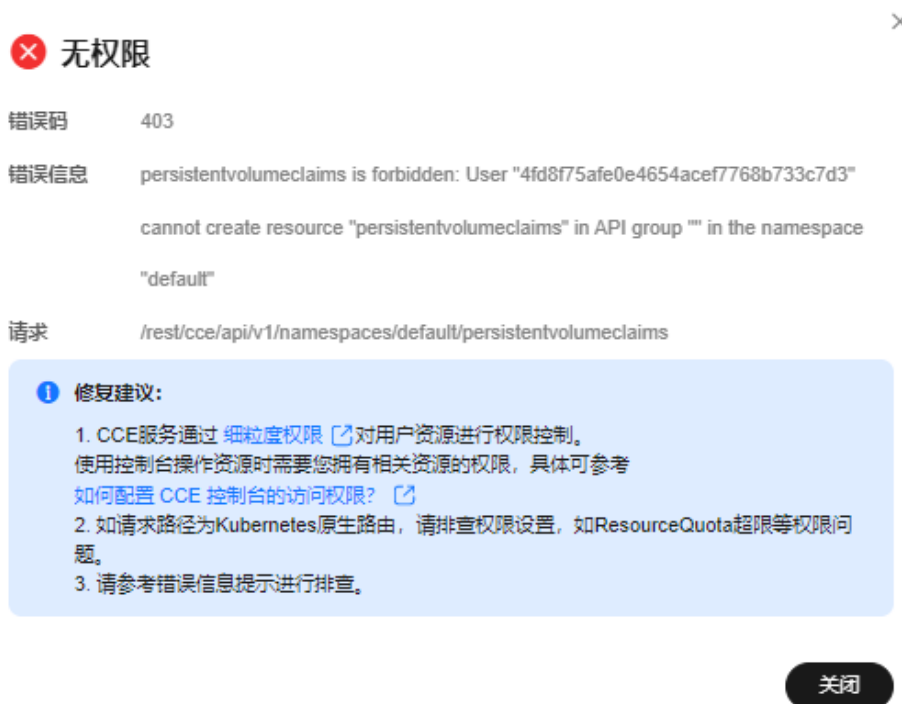 无权限
错误码 403
错误信息 persistentvolumeclaims is forbidden: User "4fd8f75afe0e4654acef7768b733c7d3"
cannot create resource "persistentvolumeclaims" in API group "" in the namespace
"default"
请求 /rest/cce/api/v1/namespaces/default/persistentvolumeclaims
修复建议：
1. CCE服务通过 细粒度权限 对用户资源进行权限控制。
使用控制台操作资源时需要您拥有相关资源的权限，具体可参考
如何配置 CCE 控制台的访问权限？
2. 如请求路径为Kubernetes原生路由，请排查权限设置，如ResourceQuota超限等权限问
题。
3. 请参考错误信息提示进行排查。
关闭